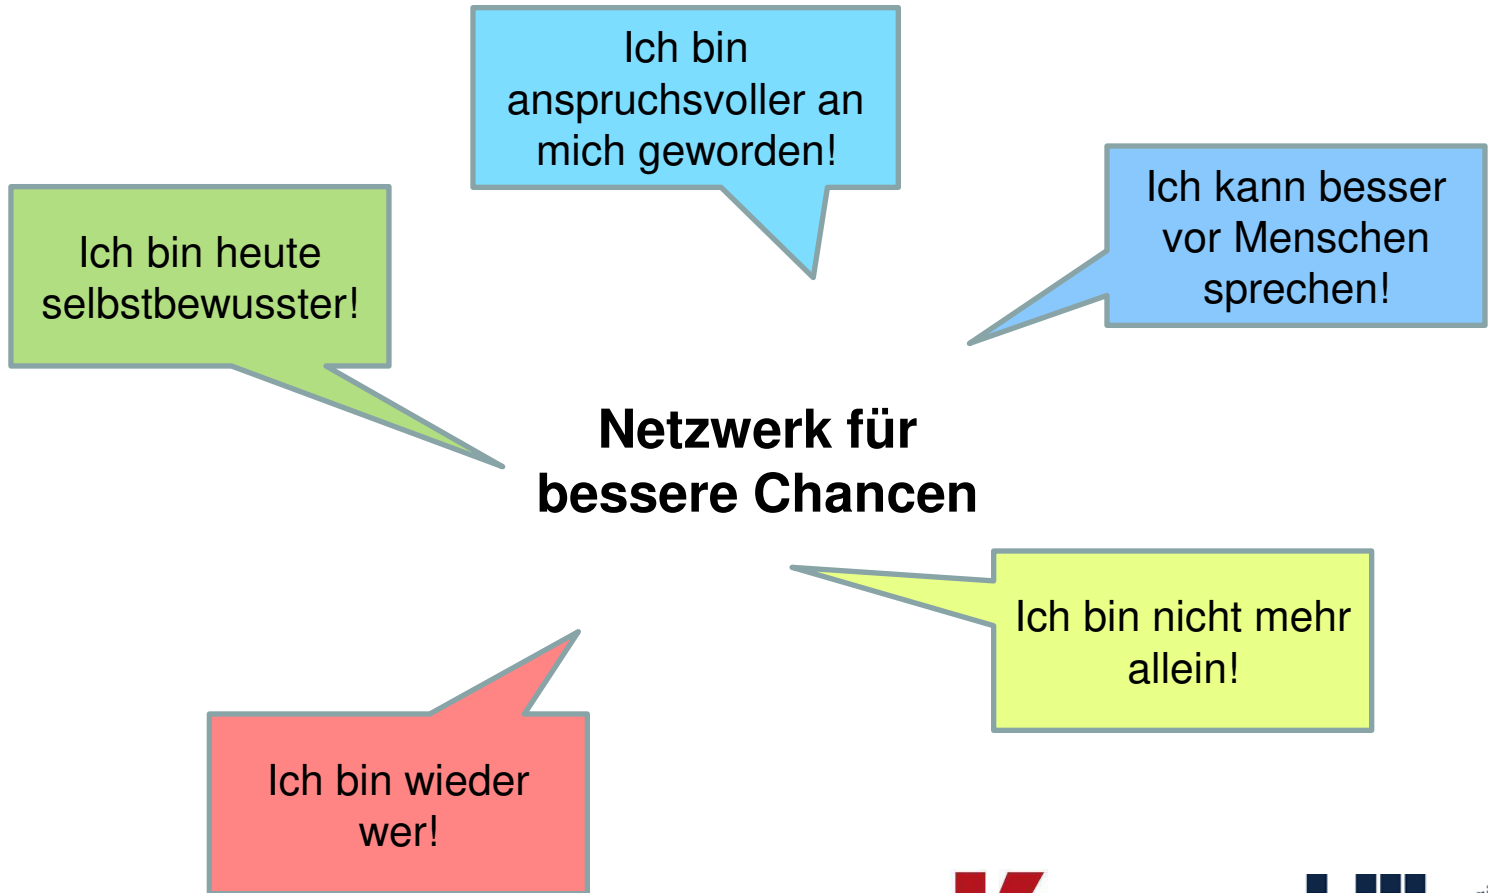 Ich bin
anspruchsvoller an
mich geworden!
Ich kann besser
vor Menschen
sprechen!
Ich bin heute
selbstbewusster!
Netzwerk für
bessere Chancen
Ich bin nicht mehr
allein!
Ich bin wieder
wer!